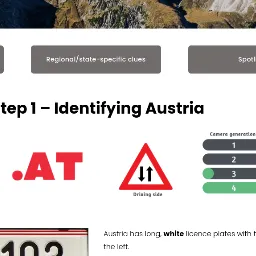 Regional/state-specific clues
Spotl
tep 1 – Identifying Austria
Camera generation
.AT
1
2
3
4
Driving side
Austria has long, white licence plates with t
the left.
103